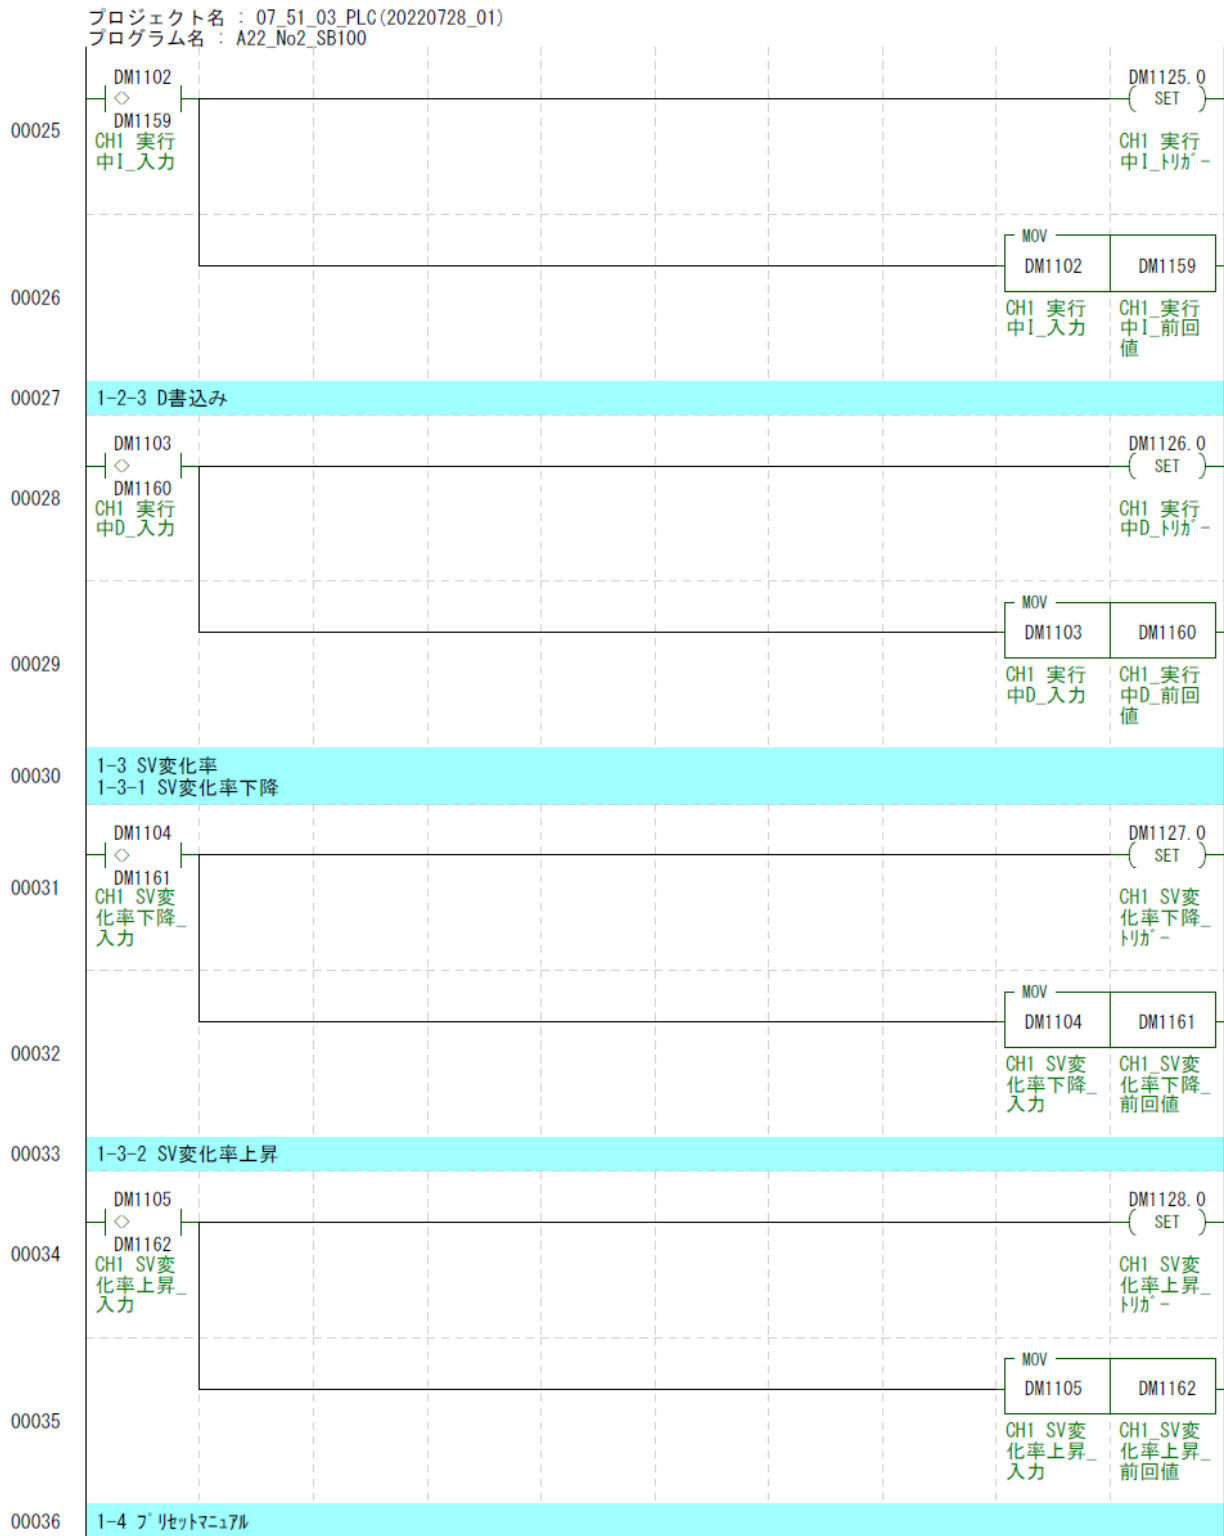 プロジェクト名 : 07_51_03_PLC(20220728_01)
プログラム名 : A22_No2_SB100
00025
DM1102
<>
DM1159
CH1 実行
中I_入力
DM1125.0
SET
CH1 実行
中I_ﾄﾘｶﾞｰ
00026
MOV
DM1102
DM1159
CH1 実行
中I_入力
CH1_実行
中I_前回
値
00027
1-2-3 D書込み
00028
DM1103
<>
DM1160
CH1 実行
中D_入力
DM1126.0
SET
CH1 実行
中D_ﾄﾘｶﾞｰ
00029
MOV
DM1103
DM1160
CH1 実行
中D_入力
CH1_実行
中D_前回
値
00030
1-3 SV変化率
1-3-1 SV変化率下降
00031
DM1104
<>
DM1161
CH1 SV変
化率下降_
入力
DM1127.0
SET
CH1 SV変
化率下降_
ﾄﾘｶﾞｰ
00032
MOV
DM1104
DM1161
CH1 SV変
化率下降_
入力
CH1_SV変
化率下降_
前回値
00033
1-3-2 SV変化率上昇
00034
DM1105
<>
DM1162
CH1 SV変
化率上昇_
入力
DM1128.0
SET
CH1 SV変
化率上昇_
ﾄﾘｶﾞｰ
00035
MOV
DM1105
DM1162
CH1 SV変
化率上昇_
入力
CH1_SV変
化率上昇_
前回値
00036
1-4 ﾌﾟﾘｾｯﾄﾏﾆｭｱﾙ